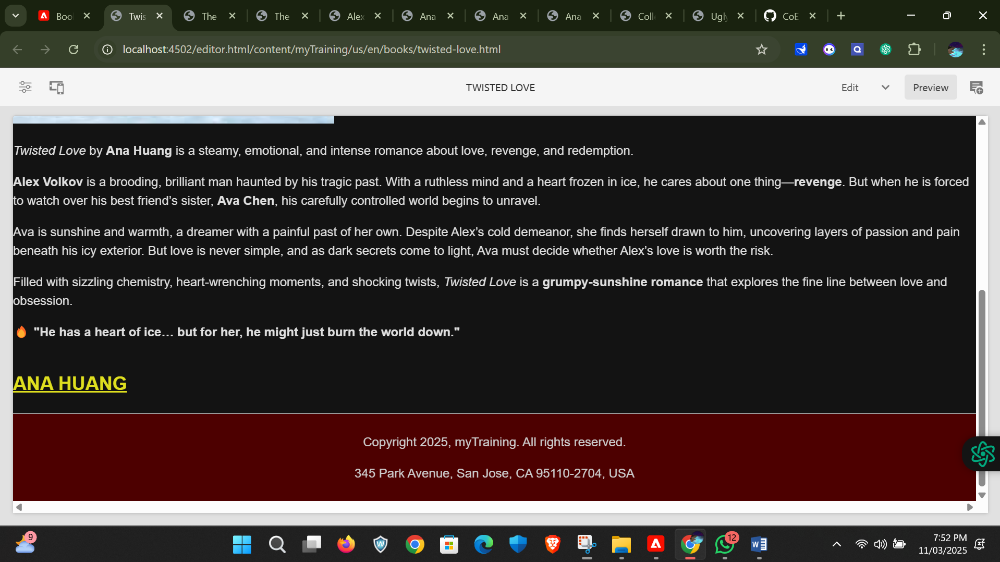 Boo
Twis
The
The
Alex
Ana
Ana
Ana
Coll
Ugly
CoE
localhost:4502/editor.html/content/myTraining/us/en/books/twisted-love.html
TWISTED LOVE
Edit
Preview
Twisted Love by Ana Huang is a steamy, emotional, and intense romance about love, revenge, and redemption.
Alex Volkov is a brooding, brilliant man haunted by his tragic past. With a ruthless mind and a heart frozen in ice, he cares about one thing—revenge. But when he is forced
to watch over his best friend’s sister, Ava Chen, his carefully controlled world begins to unravel.
Ava is sunshine and warmth, a dreamer with a painful past of her own. Despite Alex’s cold demeanor, she finds herself drawn to him, uncovering layers of passion and pain
beneath his icy exterior. But love is never simple, and as dark secrets come to light, Ava must decide whether Alex’s love is worth the risk.
Filled with sizzling chemistry, heart-wrenching moments, and shocking twists, Twisted Love is a grumpy-sunshine romance that explores the fine line between love and
obsession.
🔥 "He has a heart of ice… but for her, he might just burn the world down."
ANA HUANG
Copyright 2025, myTraining. All rights reserved.
345 Park Avenue, San Jose, CA 95110-2704, USA
9
12
7:52 PM
11/03/2025